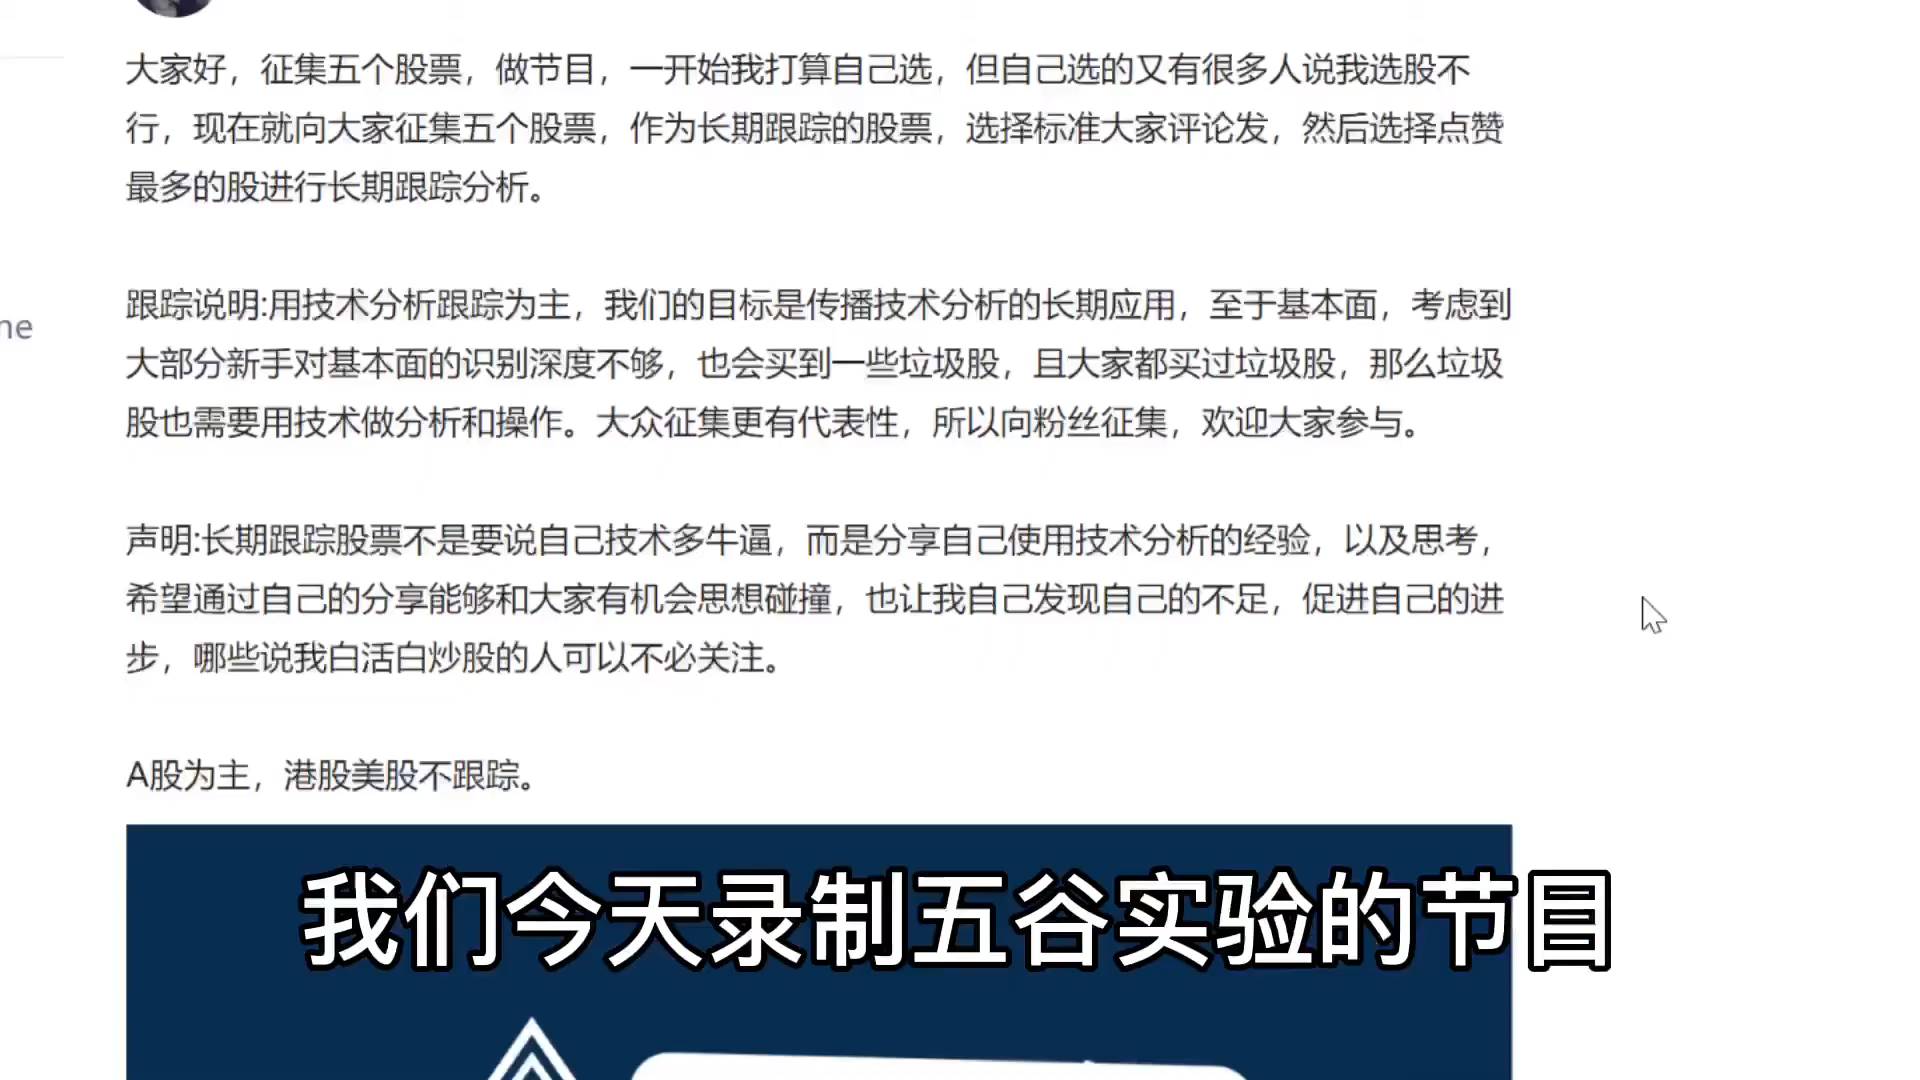 大家好，征集五个股票，做节目，一开始我打算自己选，但自己选的又有很多人说我选股不
行，现在就向大家征集五个股票，作为长期跟踪的股票，选择标准大家评论发，然后选择点赞
最多的股进行长期跟踪分析。
跟踪说明:用技术分析跟踪为主，我们的目标是传播技术分析的长期应用，至于基本面，考虑到
ne
大部分新手对基本面的识别深度不够，也会买到一些垃圾股，且大家都买过垃圾股，那么垃圾
股也需要用技术做分析和操作。大众征集更有代表性，所以向粉丝征集，欢迎大家参与。
声明:长期跟踪股票不是要说自己技术多牛逼，而是分享自己使用技术分析的经验，以及思考，
希望通过自己的分享能够和大家有机会思想碰撞，也让我自己发现自己的不足，促进自己的进
步，哪些说我白活白炒股的人可以不必关注。
A股为主，港股美股不跟踪。
我们今天录制五谷实验的节目